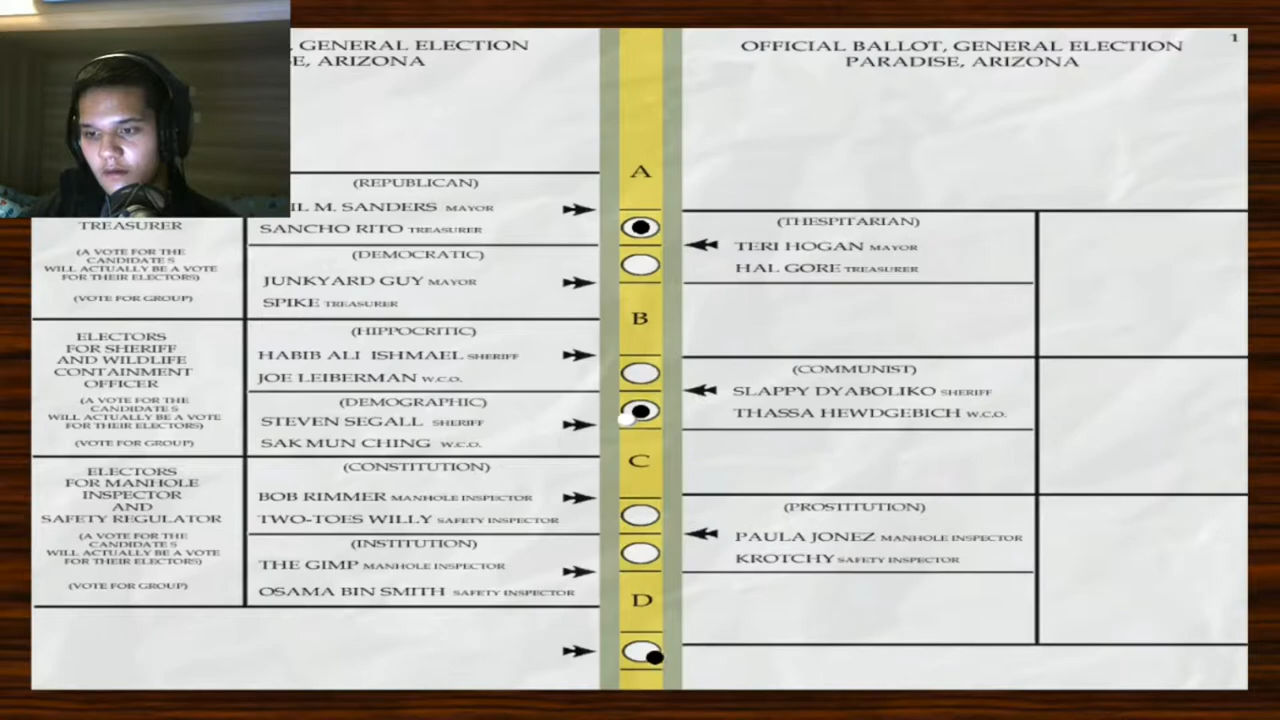 , GENERAL ELECTION
E, ARIZONA
TREASURER
(A VOTE FOR THE
CANDIDATE S
WILL ACTUALLY BE A VOTE
FOR THEIR ELECTORS)
(VOTE FOR GROUP)
(REPUBLICAN)
IL M. SANDERS MAYOR
SANCHO RITO TREASURER
(DEMOCRATIC)
JUNKYARD GUY MAYOR
SPIKE TREASURER
ELECTORS
FOR SHERIFF
AND WILDLIFE
CONTAINMENT
OFFICER
(A VOTE FOR THE
CANDIDATE S
WILL ACTUALLY BE A VOTE
FOR THEIR ELECTORS)
(VOTE FOR GROUP)
(HIPPOCRITIC)
HABIB ALI ISHMAEL SHERIFF
JOE LEIBERMAN W.C.O.
(DEMOGRAPHIC)
STEVEN SEGALL SHERIFF
SAK MUN CHING W.C.O.
ELECTORS
FOR MANHOLE
INSPECTOR
AND
SAFETY REGULATOR
(A VOTE FOR THE
CANDIDATE S
WILL ACTUALLY BE A VOTE
FOR THEIR ELECTORS)
(VOTE FOR GROUP)
(CONSTITUTION)
BOB RIMMER MANHOLE INSPECTOR
TWO-TOES WILLY SAFETY INSPECTOR
(INSTITUTION)
THE GIMP MANHOLE INSPECTOR
OSAMA BIN SMITH SAFETY INSPECTOR
A
B
C
D
1
OFFICIAL BALLOT, GENERAL ELECTION
PARADISE, ARIZONA
(THESPITARIAN)
TERI HOGAN MAYOR
HAL GORE TREASURER
(COMMUNIST)
SLAPPY DYABOLIKO SHERIFF
THASSA HEWDGEBICH W.C.O.
(PROSTITUTION)
PAULA JONEZ MANHOLE INSPECTOR
KROTCHY SAFETY INSPECTOR